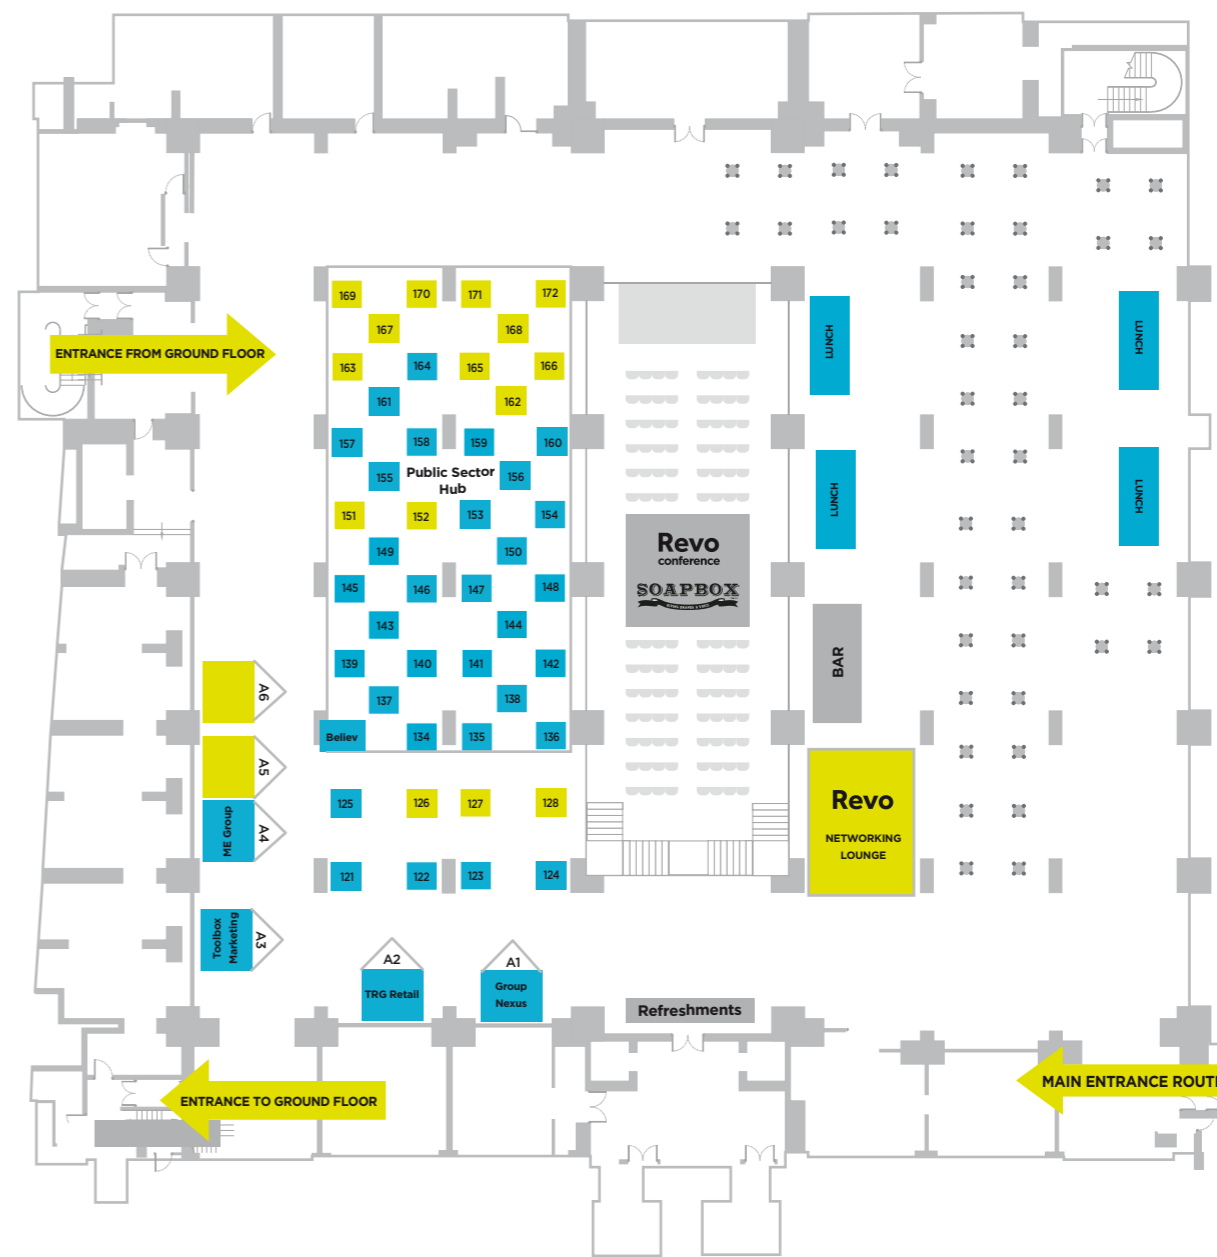 169
170
171
172
167
168
ENTRANCE FROM GROUND FLOOR
163
164
165
166
161
162
LUNCH
LUNCH
157
158
159
160
Public Sector
Hub
155
156
LUNCH
LUNCH
151
152
153
154
149
150
Revo
conference
SOAPBOX
145
146
147
148
143
144
139
140
141
142
BAR
A6
137
138
Believ
134
135
136
A5
125
126
127
128
Revo
NETWORKING
LOUNGE
ME Group
A4
121
122
123
124
Toolbox
Marketing
A3
A2
TRG Retail
A1
Group
Nexus
Refreshments
MAIN ENTRANCE ROUT
ENTRANCE TO GROUND FLOOR